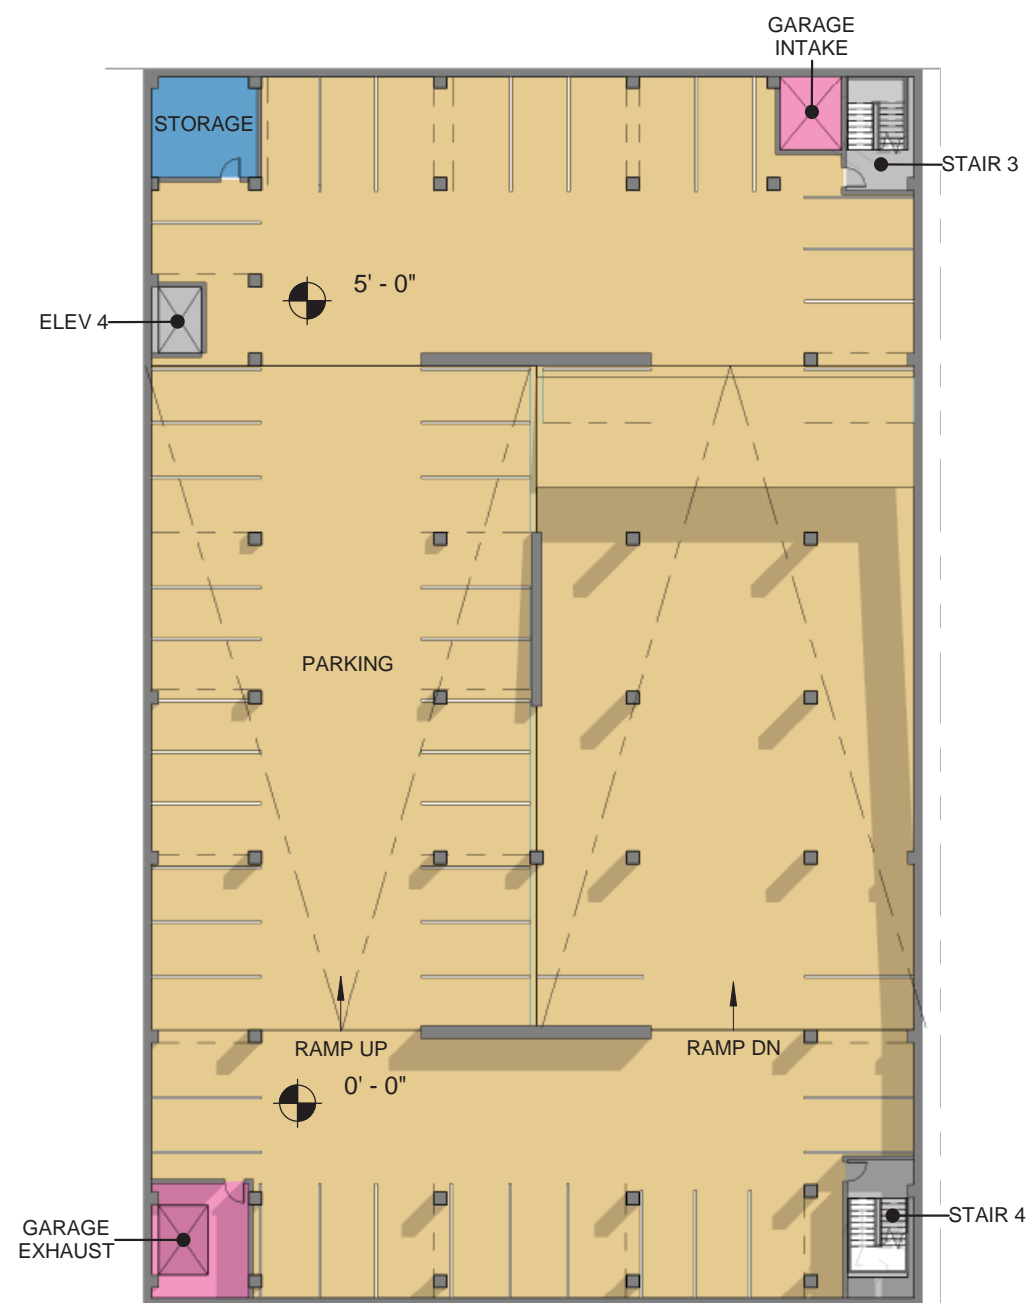 GARAGE
INTAKE
STORAGE
STAIR 3
5' - 0"
ELEV 4
PARKING
RAMP UP
RAMP DN
0' - 0"
GARAGE
EXHAUST
STAIR 4